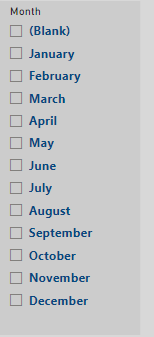 Month
(Blank)
January
February
March
April
May
June
July
August
September
October
November
December